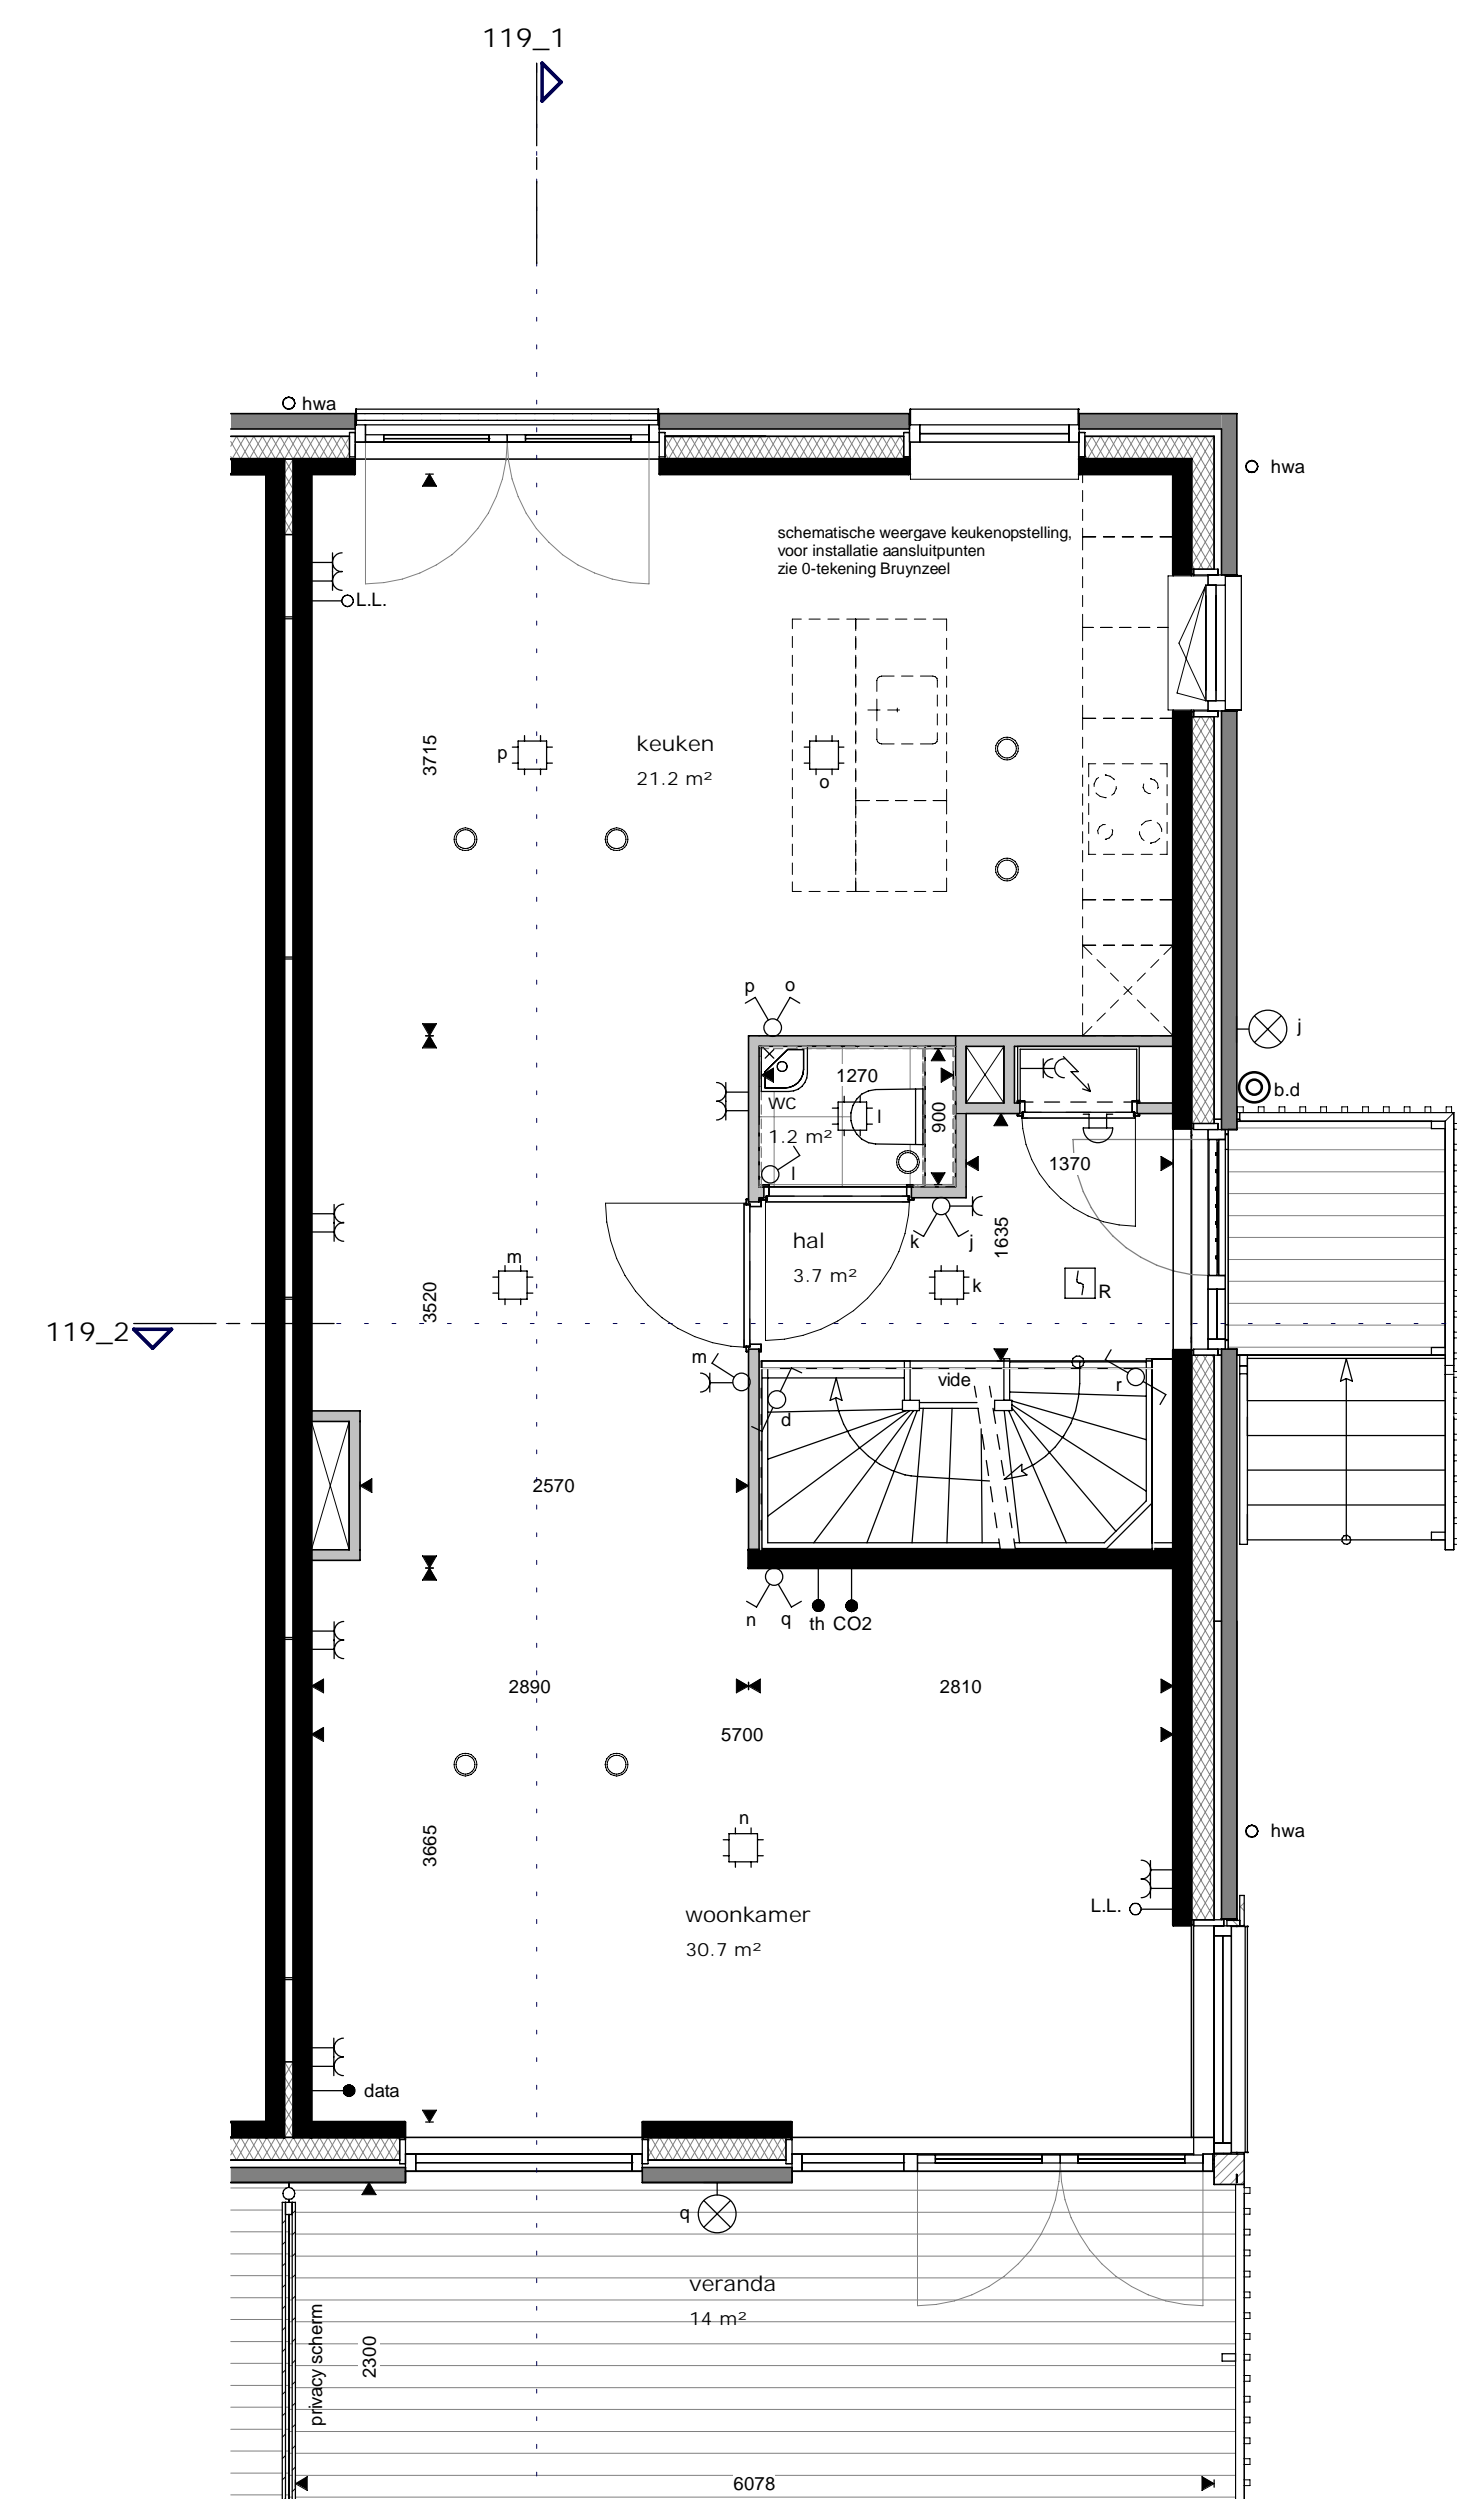 119_1
hwa
hwa
schematische weergave keukenopstelling,
voor installatie aansluitpunten
zie 0-tekening Bruynzeel
L.L.
3715
p
keuken
21.2 m²
o
p o
j
b.d
1270
WC
1.2 m²
l
l
900
1370
1635
hal
3.7 m²
k j
k
R
m
3520
119_2
m
d
vide
r
2570
n q th CO2
2890
2810
5700
n
3665
hwa
woonkamer
30.7 m²
L.L.
data
q
veranda
14 m²
privacy scherm
2300
6078